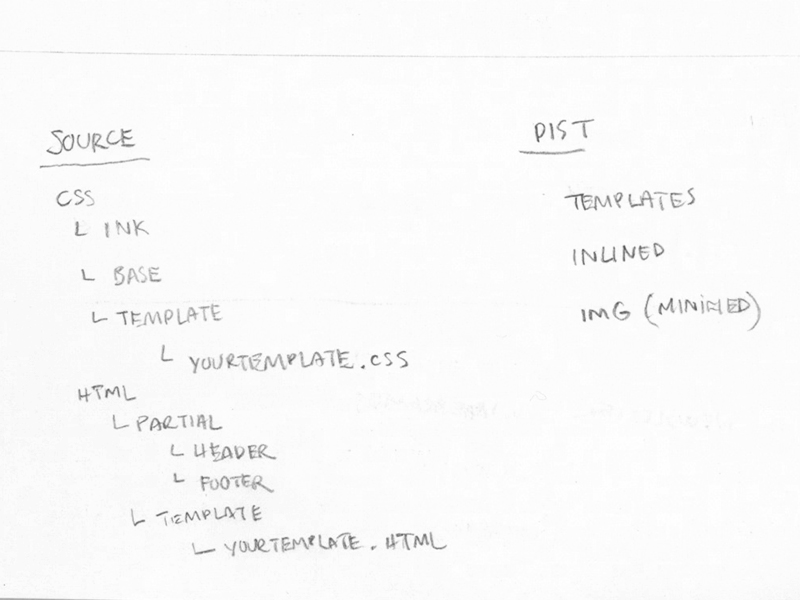 SOURCE
CSS
└ INK
└ BASE
└ TEMPLATE
└ YOURTEMPLATE.CSS
HTML
└ PARTIAL
└ HEADER
└ FOOTER
└ TEMPLATE
└ YOURTEMPLATE.HTML
DIST
TEMPLATES
INLINED
IMG (MINIFIED)